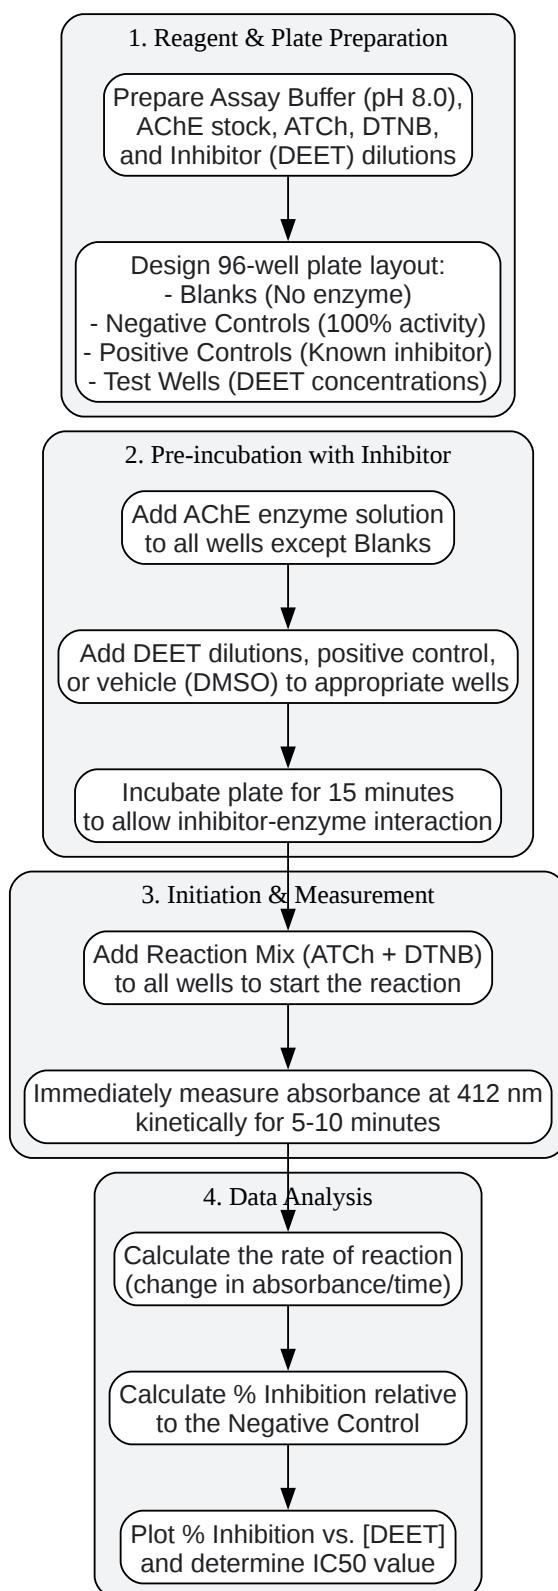 1. Reagent & Plate Preparation
Prepare Assay Buffer (pH 8.0),
AChE stock, ATCh, DTNB,
and Inhibitor (DEET) dilutions
Design 96-well plate layout:
- Blanks (No enzyme)
- Negative Controls (100% activity)
- Positive Controls (Known inhibitor)
- Test Wells (DEET concentrations)
2. Pre-incubation with Inhibitor
Add AChE enzyme solution
to all wells except Blanks
Add DEET dilutions, positive control,
or vehicle (DMSO) to appropriate wells
Incubate plate for 15 minutes
to allow inhibitor-enzyme interaction
3. Initiation & Measurement
Add Reaction Mix (ATCh + DTNB)
to all wells to start the reaction
Immediately measure absorbance at 412 nm
kinetically for 5-10 minutes
4. Data Analysis
Calculate the rate of reaction
(change in absorbance/time)
Calculate % Inhibition relative
to the Negative Control
Plot % Inhibition vs. [DEET]
and determine IC50 value